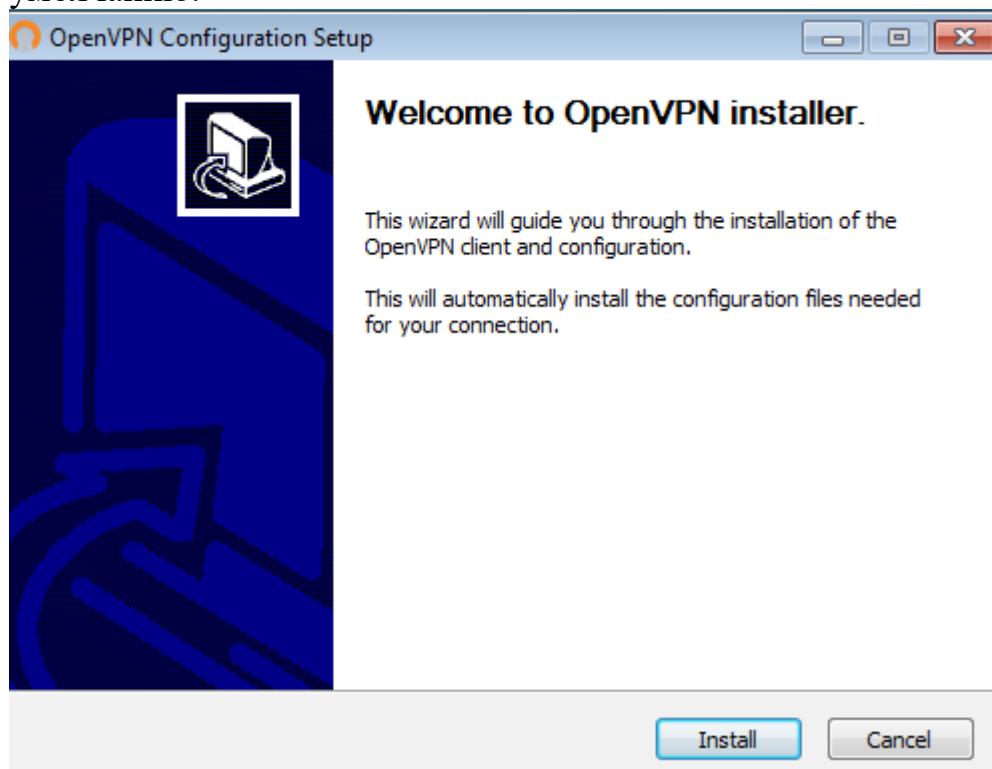 OpenVPN Configuration Setup
Welcome to OpenVPN installer.
This wizard will guide you through the installation of the
OpenVPN client and configuration.
This will automatically install the configuration files needed
for your connection.
Install
Cancel